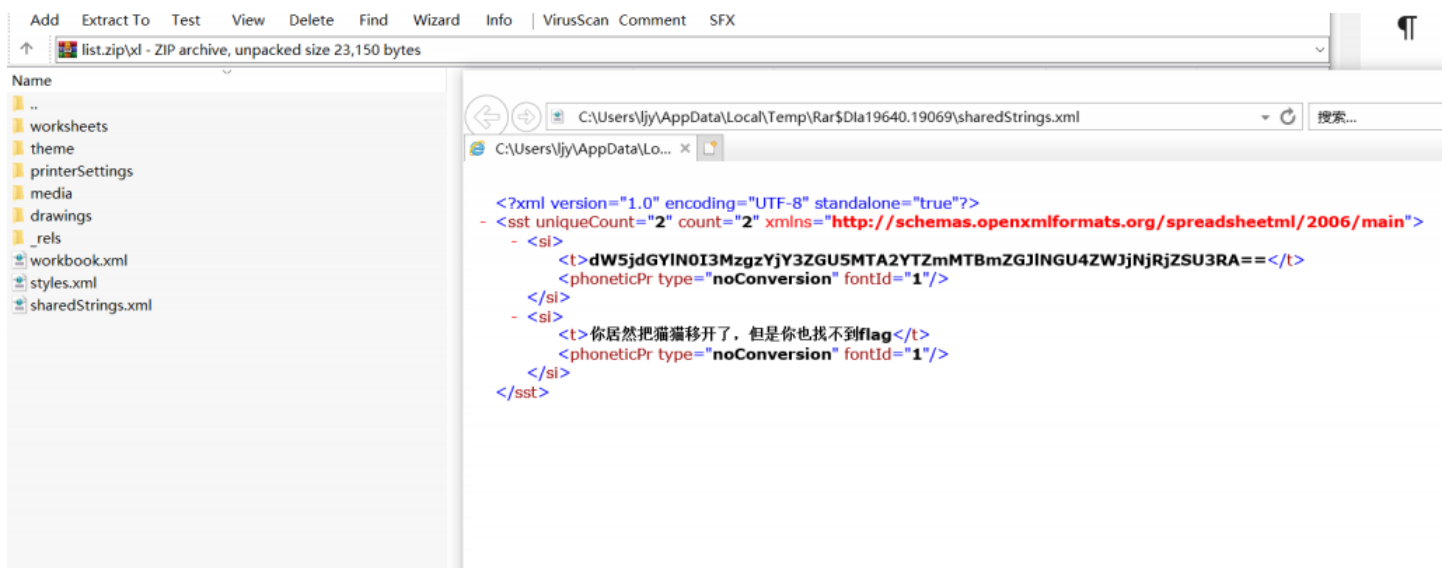 Add Extract To Test View Delete Find Wizard Info VirusScan Comment SFX
¶
list.zip\xl - ZIP archive, unpacked size 23,150 bytes
Name
..
worksheets
theme
printerSettings
media
drawings
_rels
workbook.xml
styles.xml
sharedStrings.xml
C:\Users\ljy\AppData\Local\Temp\Rar$DIa19640.19069\sharedStrings.xml
搜索...
C:\Users\ljy\AppData\Lo...
<?xml version="1.0" encoding="UTF-8" standalone="true"?>
- <sst uniqueCount="2" count="2" xmlns="http://schemas.openxmlformats.org/spreadsheetml/2006/main">
- <si>
<t>dW5jdGYlN0I3MzgzYjY3ZGU5MTA2YTZmMTBmZGJlNGU4ZWJjNjRjZSU3RA==</t>
<phoneticPr type="noConversion" fontId="1"/>
</si>
- <si>
<t>你居然把猫猫移开了，但是你也找不到flag</t>
<phoneticPr type="noConversion" fontId="1"/>
</si>
</sst>